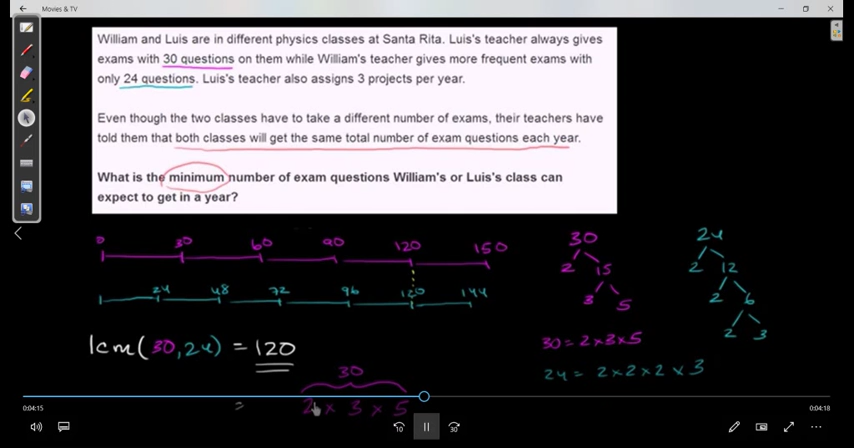 Movies & TV
William and Luis are in different physics classes at Santa Rita. Luis's teacher always gives
exams with 30 questions on them while William's teacher gives more frequent exams with
only 24 questions. Luis's teacher also assigns 3 projects per year.
Even though the two classes have to take a different number of exams, their teachers have
told them that both classes will get the same total number of exam questions each year.
What is the minimum number of exam questions William's or Luis's class can
expect to get in a year?
0 30 60 90 120 150
24 48 72 96 120 144
30
2 15
3 5
24
2 12
2 6
2 3
30 = 2 × 3 × 5
24 = 2 × 2 × 2 × 3
lcm(30,24) = 120
30
= 2 × 3 × 5
0:04:15
0:04:18
10
30